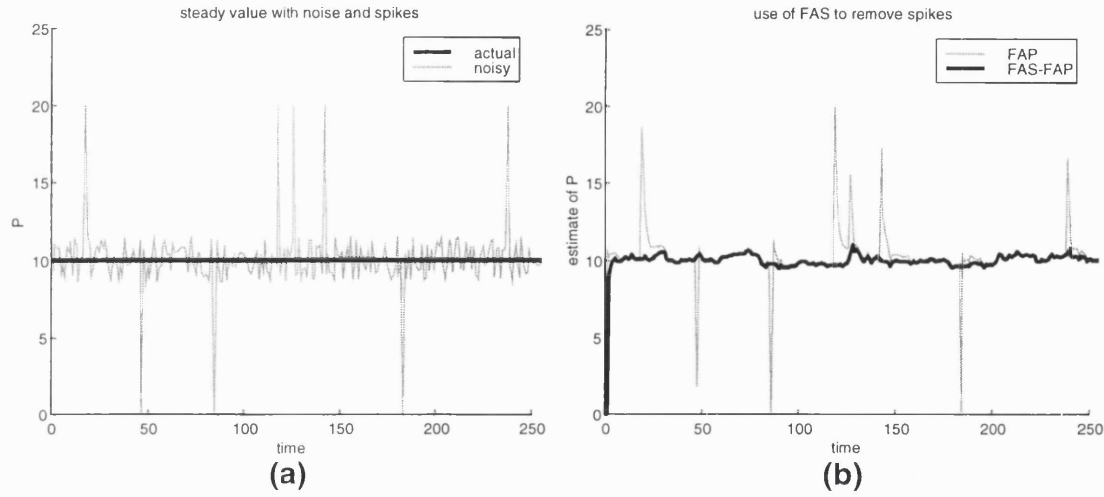 steady value with noise and spikes
25
20
15
10
5
0
P
actual
noisy
0 50 100 150 200 250
time
(a)
use of FAS to remove spikes
25
20
15
10
5
0
estimate of P
FAP
FAS-FAP
0 50 100 150 200 250
time
(b)